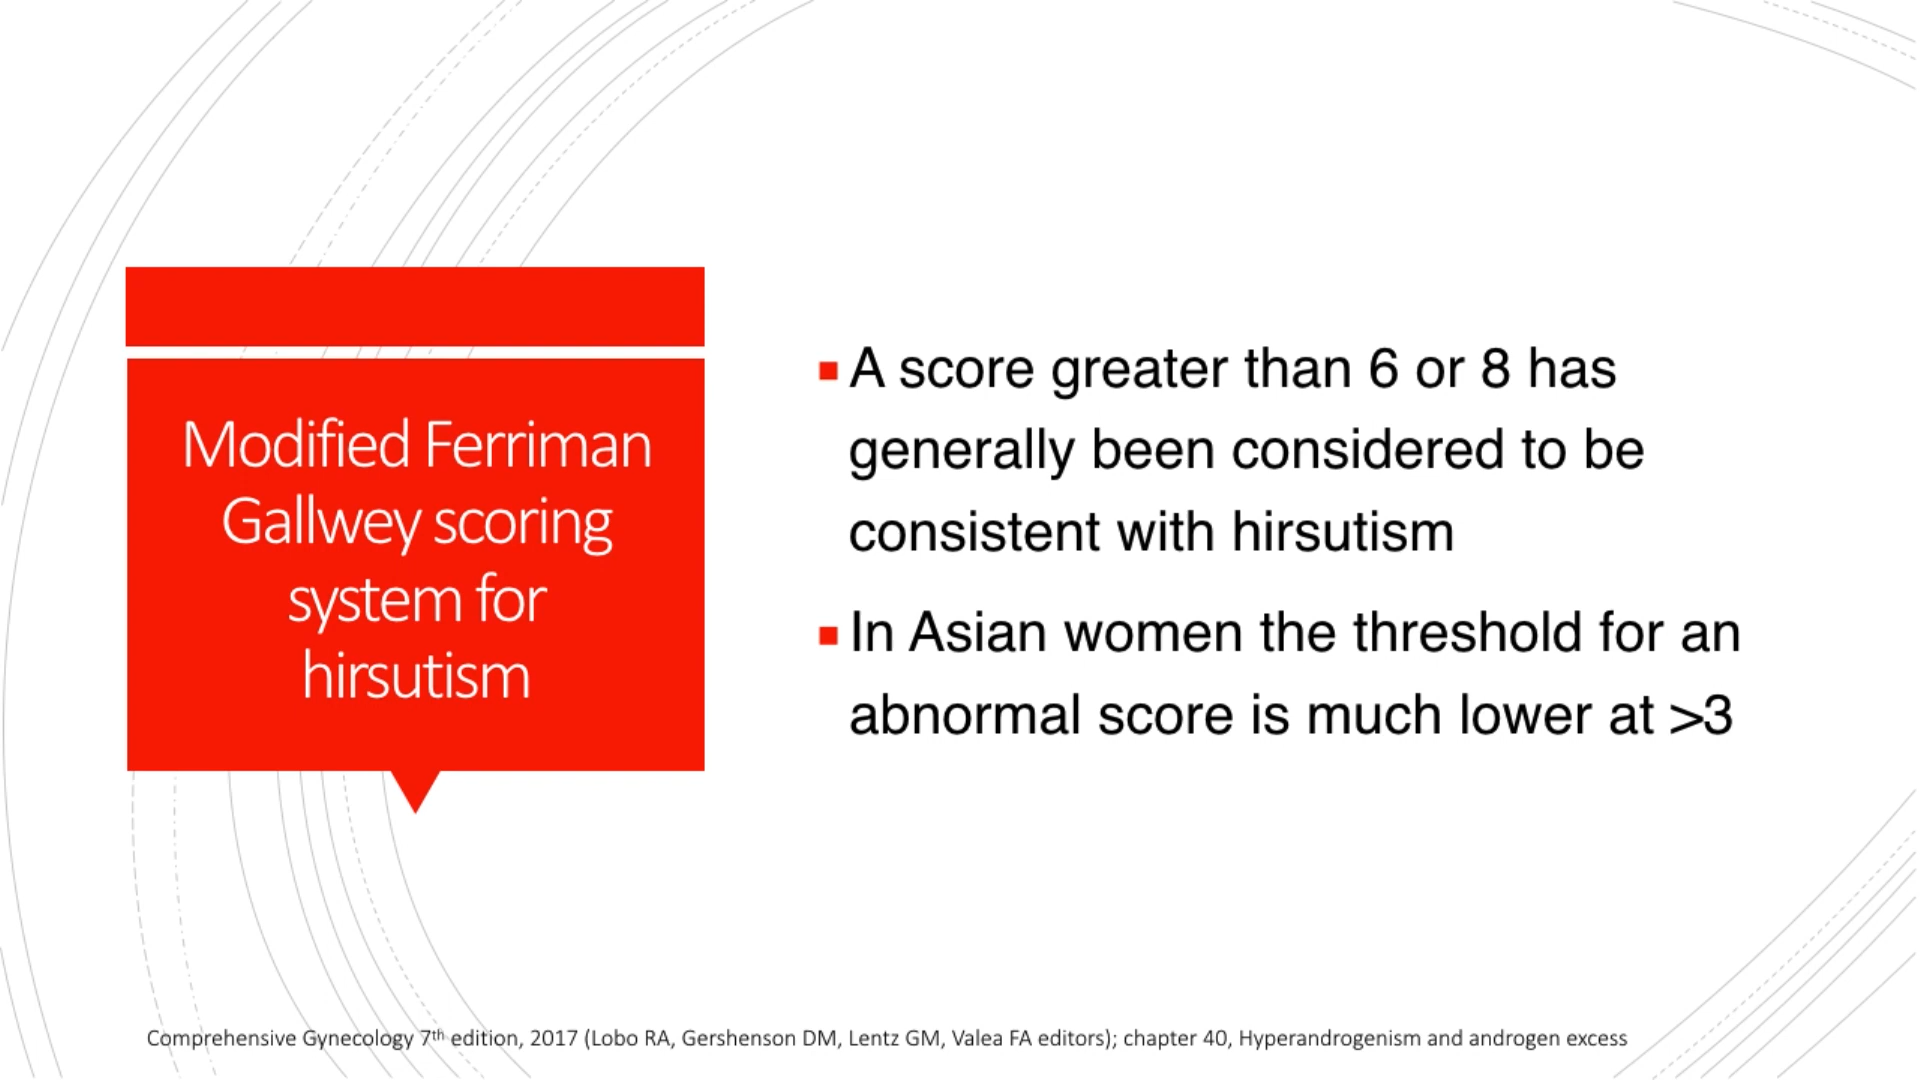 Modified Ferriman
Gallwey scoring
system for
hirsutism
A score greater than 6 or 8 has
generally been considered to be
consistent with hirsutism
In Asian women the threshold for an
abnormal score is much lower at >3
Comprehensive Gynecology 7th edition, 2017 (Lobo RA, Gershenson DM, Lentz GM, Valea FA editors); chapter 40, Hyperandrogenism and androgen excess